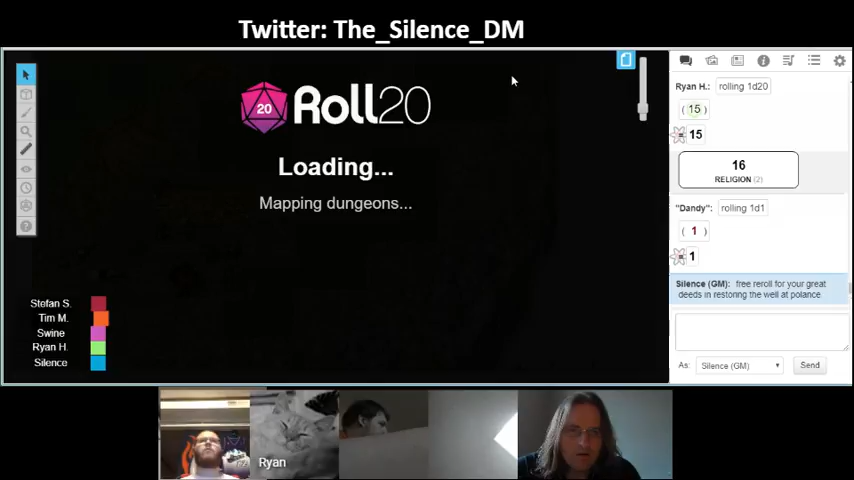 Twitter: The_Silence_DM
20
Roll20
Loading...
Mapping dungeons...
Stefan S.
Tim M.
Swine
Ryan H.
Silence
Ryan H.: rolling 1d20
(15)
=15
16
RELIGION (2)
"Dandy": rolling 1d1
(1)
=1
Silence (GM): free reroll for your great
deeds in restoring the well at polance
As: Silence (GM) Send
Ryan